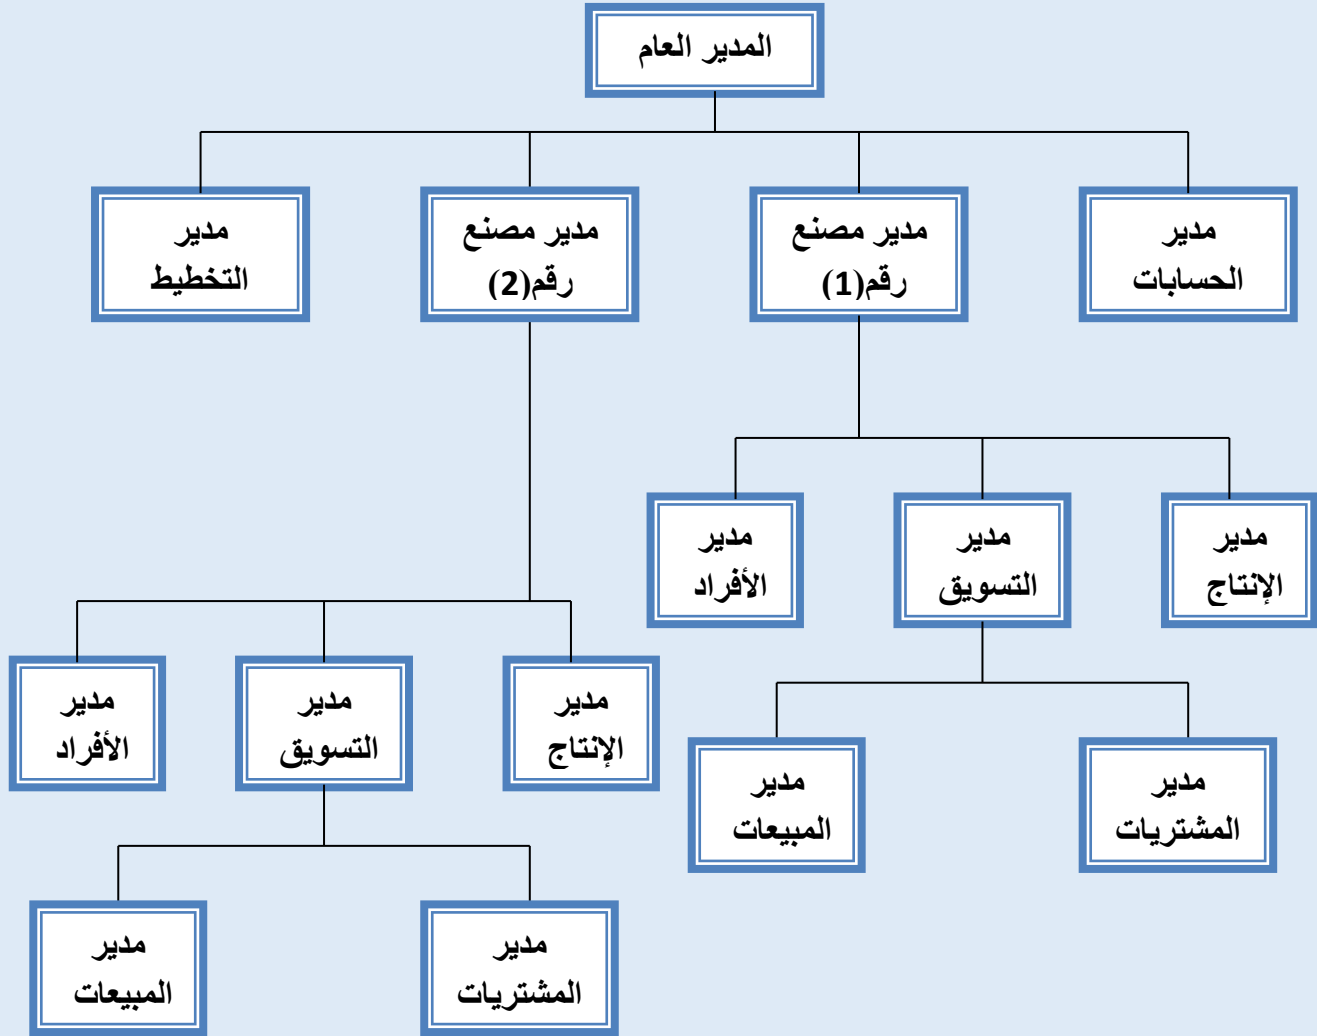 المدير العام
مدير
الحسابات
مدير مصنع
رقم(1)
مدير مصنع
رقم(2)
مدير
التخطيط
مدير
الإنتاج
مدير
التسويق
مدير
الأفراد
مدير
المشتريات
مدير
المبيعات
مدير
الإنتاج
مدير
التسويق
مدير
الأفراد
مدير
المشتريات
مدير
المبيعات